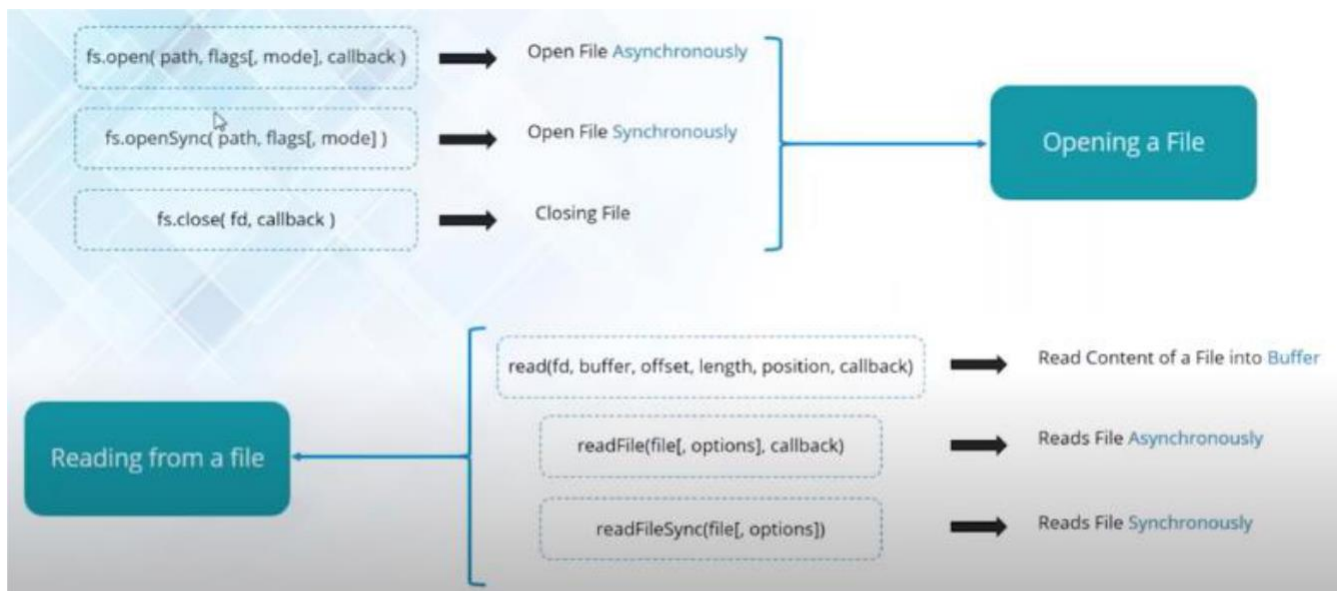 fs.open( path, flags[, mode], callback )
Open File Asynchronously
fs.openSync( path, flags[, mode] )
Open File Synchronously
fs.close( fd, callback )
Closing File
Opening a File
Reading from a file
read(fd, buffer, offset, length, position, callback)
Read Content of a File into Buffer
readFile(file[, options], callback)
Reads File Asynchronously
readFileSync(file[, options])
Reads File Synchronously